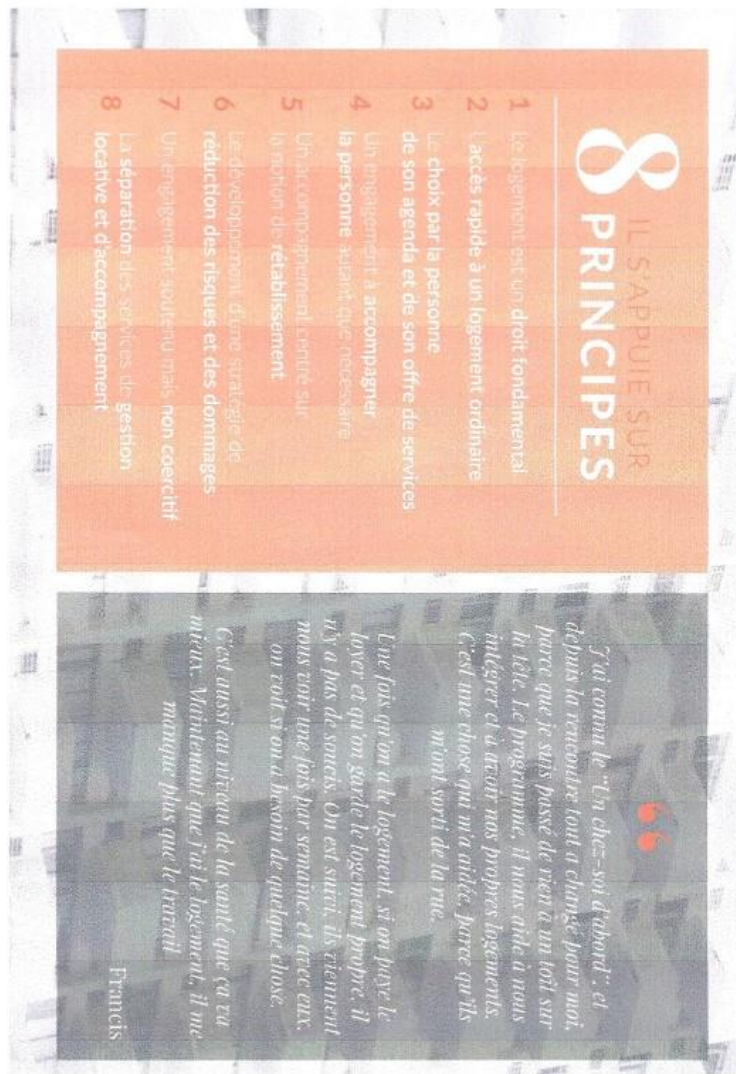 IL S'APPUIE SUR
8 PRINCIPES
1 Le logement est un droit fondamental
2 L'accès rapide à un logement ordinaire
3 Le choix par la personne
de son agenda et de son offre de services
4 Un engagement à accompagner
la personne autant que nécessaire
5 Un accompagnement centré sur
la notion de rétablissement
6 Le développement d'une stratégie de
réduction des risques et des dommages
7 Un engagement soutenu mais non coercitif
8 La séparation des services de gestion
locative et d'accompagnement
“
J'ai connu le "Un chez-soi d'abord", et
depuis la rencontre tout a changé pour moi,
parce que je suis passé de rien à un toît sur
la tête. Le programme, il nous aide à nous
intégrer et à avoir nos propres logements,
c'est une chose qui m'a aidée, parce qu'ils
m'ont sorti de la rue.
Une fois qu'on a le logement, si on paye le
loyer et qu'on garde le logement propre, il
n'y a pas de soucis. On est suivi, ils viennent
nous voir une fois par semaine, et avec eux,
on voit si on a besoin de quelque chose.
C'est aussi au niveau de la santé que ça va
mieux. Maintenant que j'ai le logement, il me
manque plus que le travail
Francis